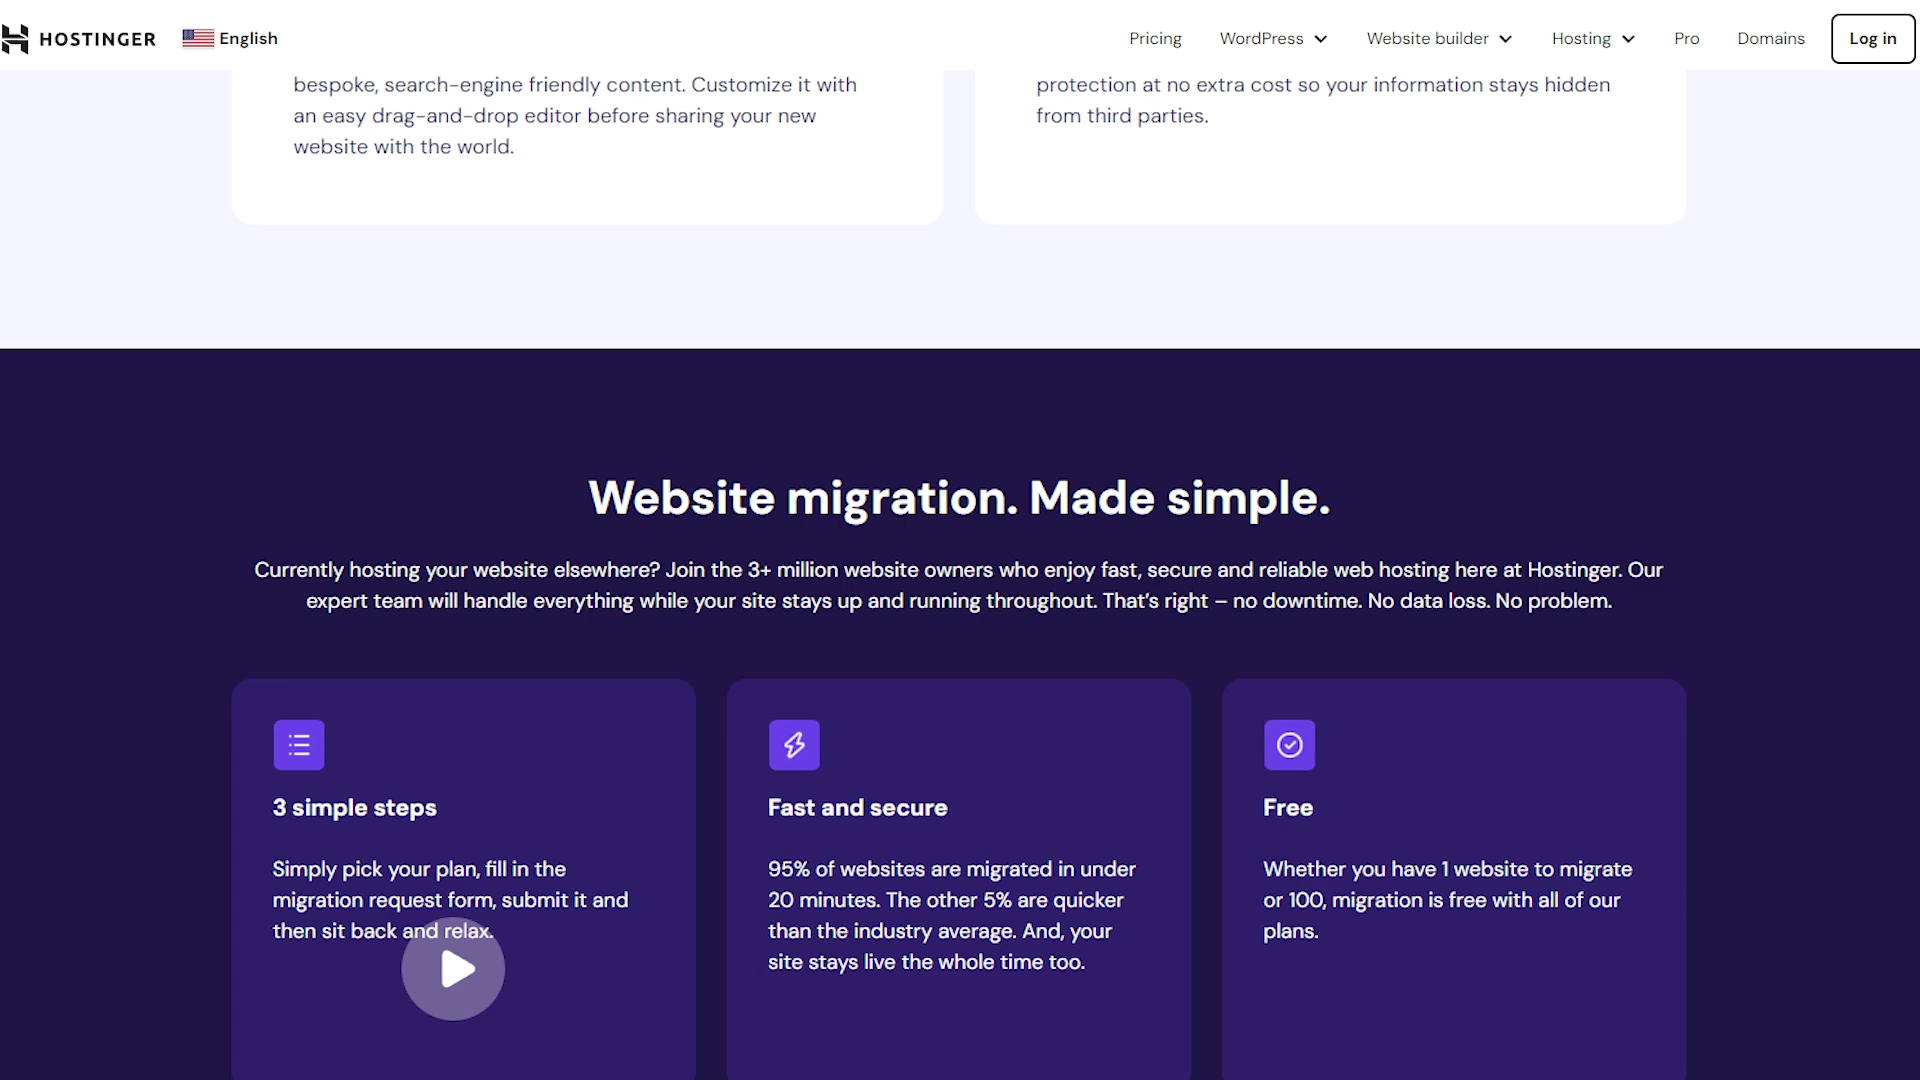 HOSTINGER English Pricing WordPress Website builder Hosting Pro Domains Log in
bespoke, search-engine friendly content. Customize it with
an easy drag-and-drop editor before sharing your new
website with the world.
protection at no extra cost so your information stays hidden
from third parties.
Website migration. Made simple.
Currently hosting your website elsewhere? Join the 3+ million website owners who enjoy fast, secure and reliable web hosting here at Hostinger. Our
expert team will handle everything while your site stays up and running throughout. That's right – no downtime. No data loss. No problem.
3 simple steps
Simply pick your plan, fill in the
migration request form, submit it and
then sit back and relax.
Fast and secure
95% of websites are migrated in under
20 minutes. The other 5% are quicker
than the industry average. And, your
site stays live the whole time too.
Free
Whether you have 1 website to migrate
or 100, migration is free with all of our
plans.